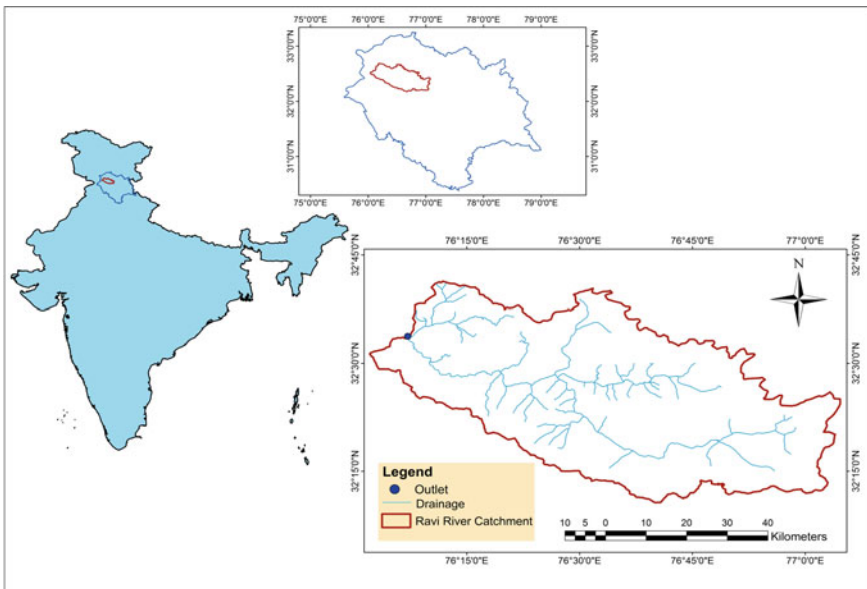 75°0'0"E 76°0'0"E 77°0'0"E 78°0'0"E 79°0'0"E
33°0'0"N
33°0'0"N
32°0'0"N
32°0'0"N
31°0'0"N
31°0'0"N
75°0'0"E 76°0'0"E 77°0'0"E 78°0'0"E 79°0'0"E
76°15'0"E 76°30'0"E 76°45'0"E 77°0'0"E
32°45'0"N
32°45'0"N
N
32°30'0"N
32°30'0"N
32°15'0"N
32°15'0"N
Legend
Outlet
Drainage
Ravi River Catchment
10 5 0 10 20 30 40
Kilometers
76°15'0"E 76°30'0"E 76°45'0"E 77°0'0"E